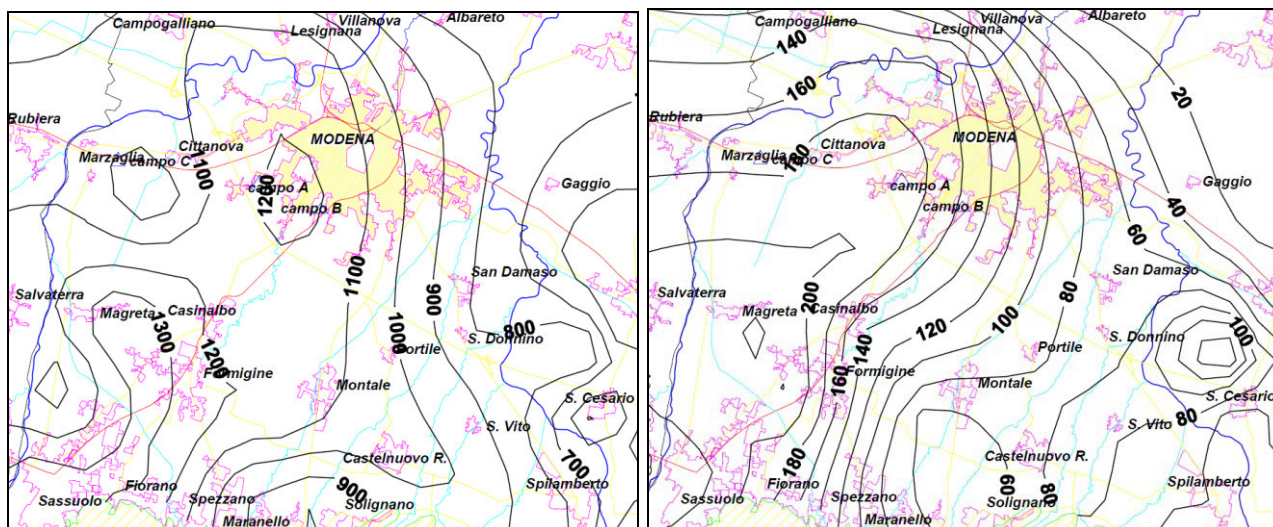 Campogalliano
Villanova
Albareto
Lesignana
Rubiera
MODENA
Cittanova
Marzaglia
campo C
1100
campo A
1200
campo B
Gaggio
1100
San Damaso
900
Salvaterra
Magreta
Casinalbo
1300
1200
1000
800
S. Donnino
Portile
Formigine
Montale
S. Cesario
S. Vito
Castelnuovo R.
700
Sassuolo
Fiorano
Spezzano
900
Solignano
Spilamberto
Maranello
Campogalliano
Villanova
Albareto
140
Lesignana
160
20
Rubiera
MODENA
Cittanova
Marzaglia
campo C
180
campo A
campo B
Gaggio
40
60
San Damaso
Salvaterra
200
80
Magreta
Casinalbo
120
100
100
S. Donnino
140
Portile
160
Formigine
Montale
S. Cesario
S. Vito
80
Castelnuovo R.
180
Sassuolo
Fiorano
Spezzano
60
80
Solignano
Spilamberto
Maranello